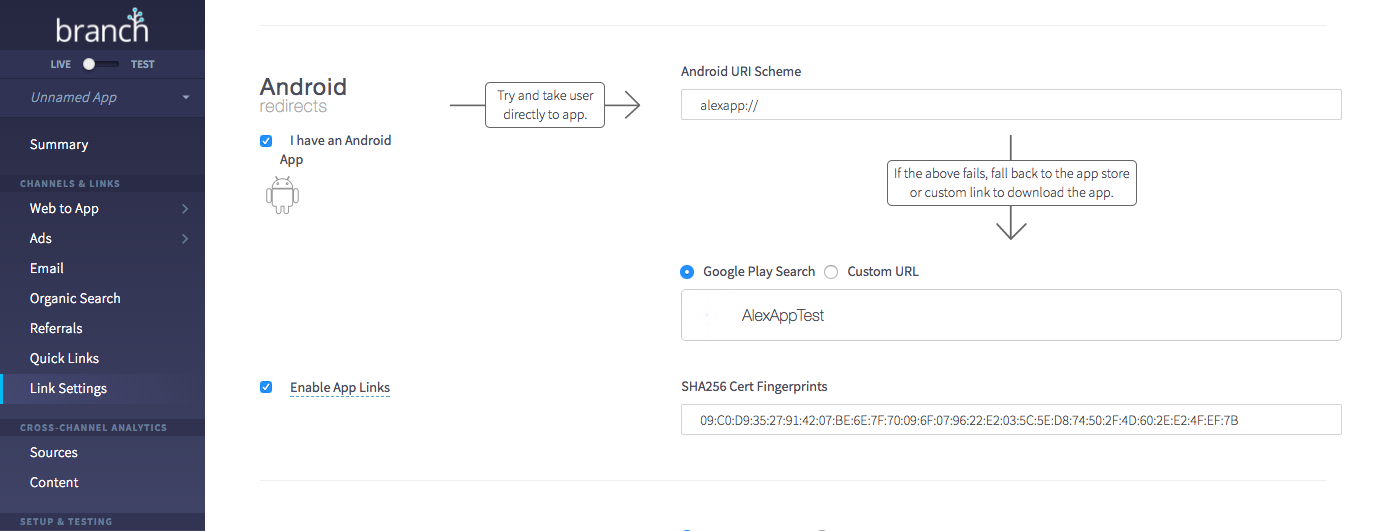 branch
LIVE TEST
Unnamed App
Summary
CHANNELS & LINKS
Web to App
Ads
Email
Organic Search
Referrals
Quick Links
Link Settings
CROSS-CHANNEL ANALYTICS
Sources
Content
SETUP & TESTING
Android
redirects
I have an Android
App
Try and take user
directly to app.
Android URI Scheme
alexapp://
If the above fails, fall back to the app store
or custom link to download the app.
Google Play Search Custom URL
AlexAppTest
Enable App Links
SHA256 Cert Fingerprints
09:C0:D9:35:27:91:42:07:BE:6E:7F:70:09:6F:07:96:22:E2:03:5C:5E:D8:74:50:2F:4D:60:2E:E2:4F:EF:7B